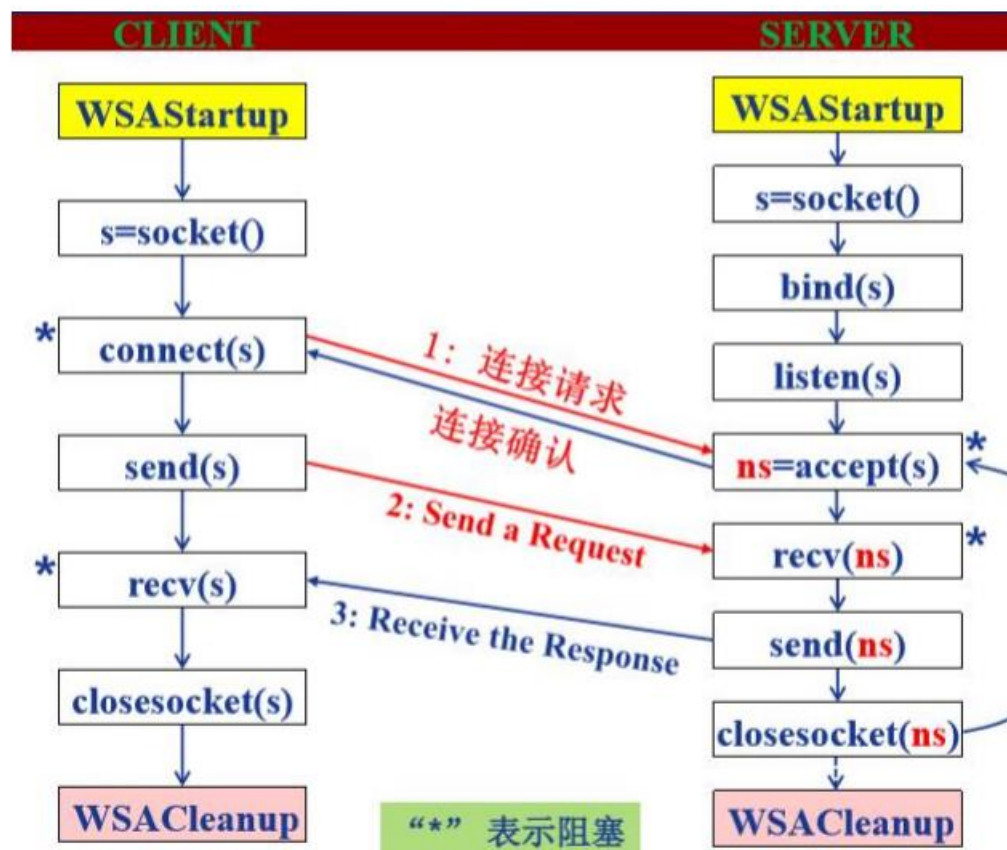 CLIENT
SERVER
WSAStartup
s=socket()
* connect(s)
send(s)
* recv(s)
closesocket(s)
WSACleanup
1: 连接请求
连接确认
2: Send a Request
3: Receive the Response
WSAStartup
s=socket()
bind(s)
listen(s)
ns=accept(s) *
recv(ns) *
send(ns)
closesocket(ns)
WSACleanup
“*” 表示阻塞